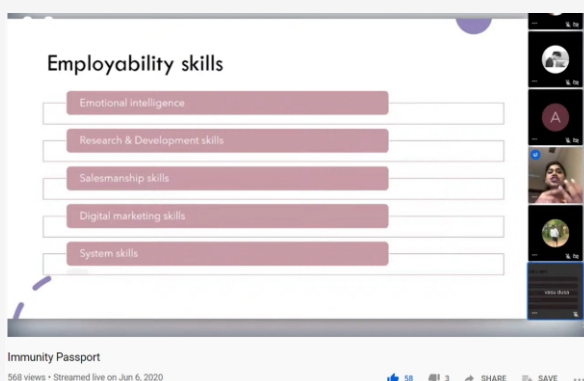 Employability skills
Emotional intelligence
Research & Development skills
Salesmanship skills
Digital marketing skills
System skills
A
Immunity Passport
568 views • Streamed live on Jun 6, 2020
58
3
SHARE
SAVE